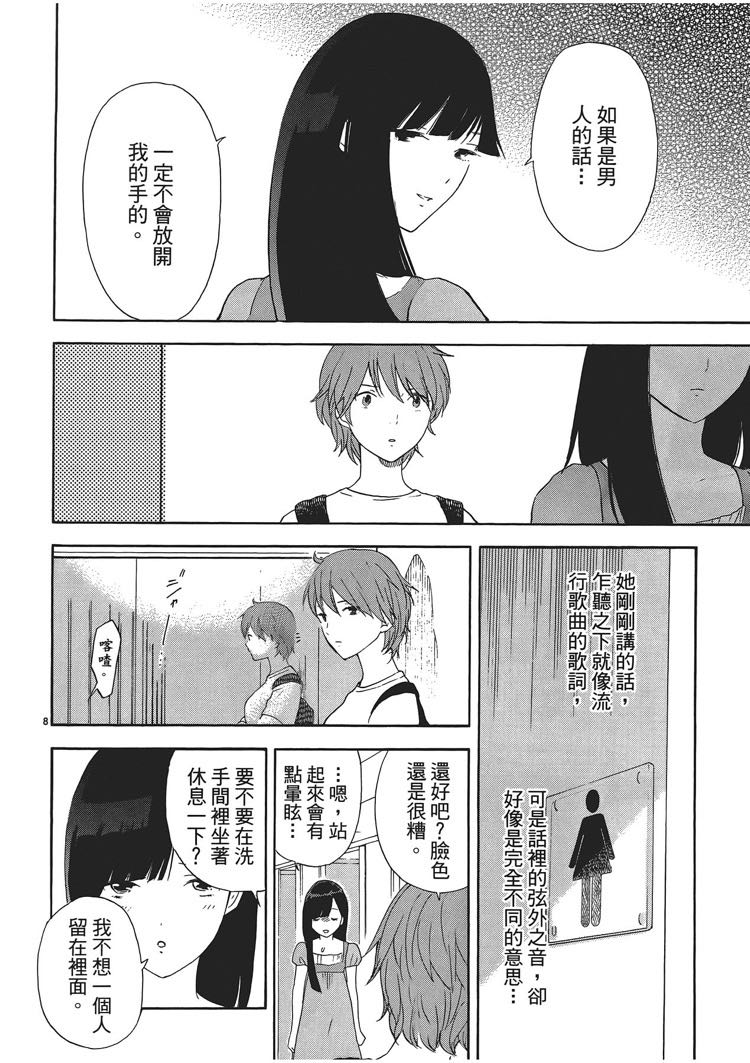 如果是男
人的話…
一定不會放開
我的手的。
她剛剛講的話，
乍聽之下就像流
行歌曲的歌詞，
可是話裡的弦外之音，卻
好像是完全不同的意思…
喀喳。
還好吧？臉色
還是很糟。
…嗯，站
起來會有
點暈眩…
要不要在洗
手間裡坐著
休息一下？
我不想一個人
留在裡面。
8